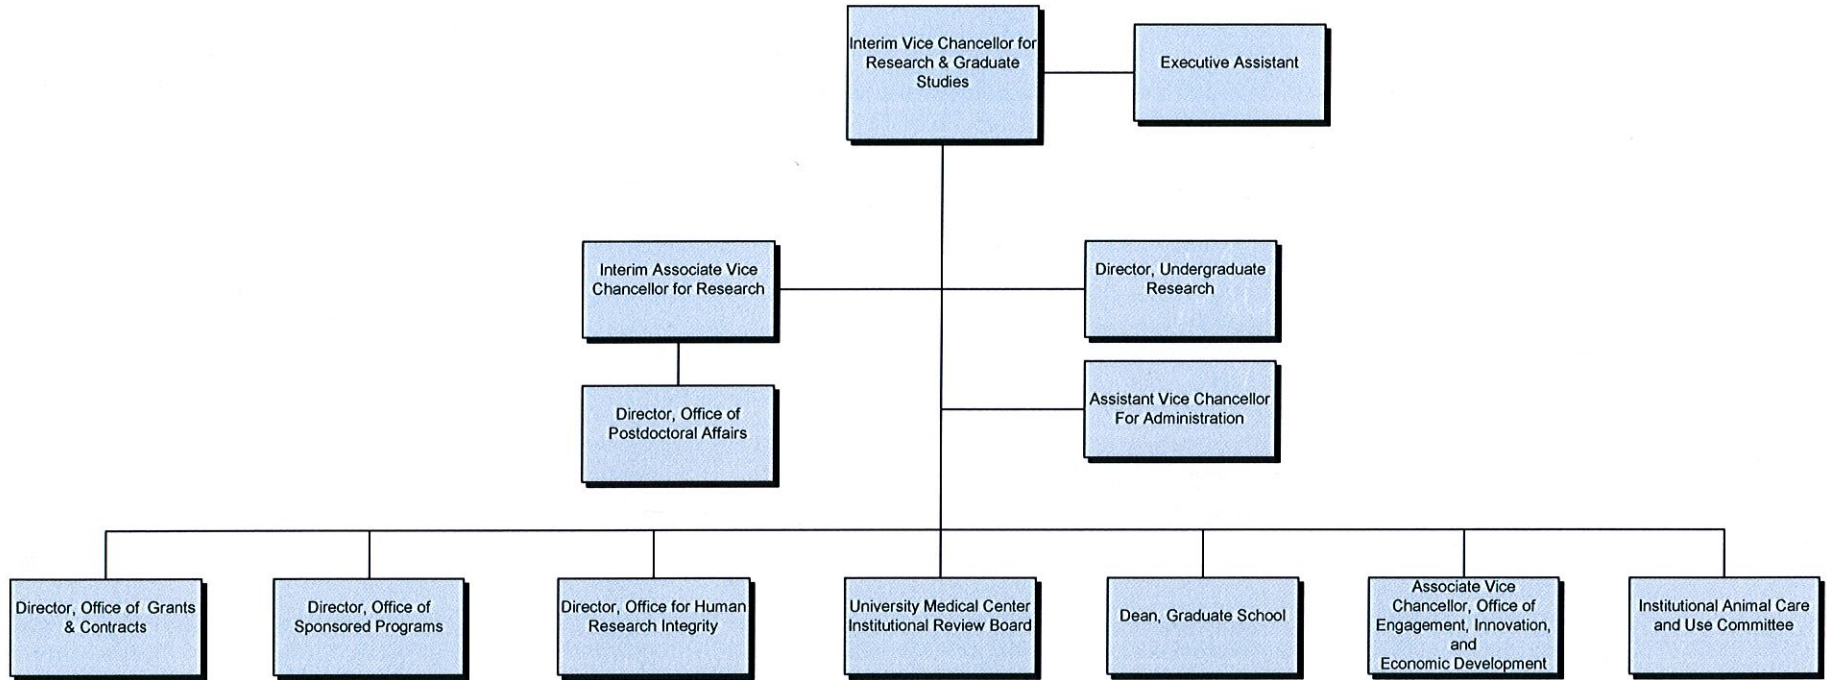 Interim Vice Chancellor for
Research & Graduate
Studies
Executive Assistant
Interim Associate Vice
Chancellor for Research
Director, Undergraduate
Research
Director, Office of
Postdoctoral Affairs
Assistant Vice Chancellor
For Administration
Director, Office of Grants
& Contracts
Director, Office of
Sponsored Programs
Director, Office for Human
Research Integrity
University Medical Center
Institutional Review Board
Dean, Graduate School
Associate Vice
Chancellor, Office of
Engagement, Innovation,
and
Economic Development
Institutional Animal Care
and Use Committee